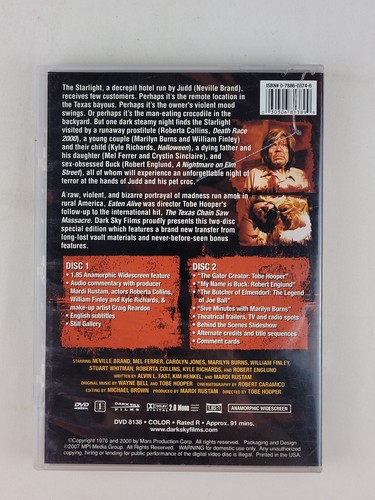 The Starlight, a decrepit hotel run by Judd (Neville Brand),
receives few customers. Perhaps it's the remote location in
the Texas bayous. Perhaps it's the owner's violent mood
swings. Or perhaps it's the man-eating crocodile in the
backyard. But one dark steamy night finds the Starlight
visited by a runaway prostitute (Roberta Collins, Death Race
2000), a young couple (Marilyn Burns and William Finley)
and their child (Kyle Richards, Halloween), a dying father and
his daughter (Mel Ferrer and Crystin Sinclaire), and
sex-obsessed Buck (Robert Englund, A Nightmare on Elm
Street), all of whom will experience an unforgettable night of
terror at the hands of Judd and his pet croc.
A raw, violent, and bizarre portrayal of madness run amok in
rural America, Eaten Alive was director Tobe Hooper's
follow-up to the international hit, The Texas Chain Saw
Massacre. Dark Sky Films proudly presents this two-disc
special edition which features a brand new transfer from
long-lost vault materials and never-before-seen bonus
features.
ISBN# 0-7886-0874-6
DISC 1
• 1.85 Anamorphic Widescreen feature
• Audio commentary with producer
Mardi Rustam, actors Roberta Collins,
William Finley and Kyle Richards, &
make-up artist Craig Reardon
• English subtitles
• Still Gallery
DISC 2
• "The Gator Creator: Tobe Hooper"
• "My Name is Buck: Robert Englund"
• "The Butcher of Elmendorf: The Legend
of Joe Ball"
• "5ive Minutes with Marilyn Burns"
• Theatrical trailers, TV and radio spots
• Behind the Scenes Slideshow
• Alternate credits and title sequences
• Comment cards
STARRING NEVILLE BRAND, MEL FERRER, CAROLYN JONES, MARILYN BURNS, WILLIAM FINLEY,
STUART WHITMAN, ROBERTA COLLINS, KYLE RICHARDS, and ROBERT ENGLUND
WRITTEN BY ALVIN L. FAST, KIM HENKEL, AND MARDI RUSTAM
ORIGINAL MUSIC BY WAYNE BELL AND TOBE HOOPER CINEMATOGRAPHY BY ROBERT CARAMICO
EDITING BY MICHAEL BROWN PRODUCED BY MARDI RUSTAM DIRECTED BY TOBE HOOPER
DVD 1 DARK SKY FILMS 2.0 Mono 1.85:1 ANAMORPHIC WIDESCREEN
DVD 8138 • COLOR • Rated R • Approx. 91 mins.
Copyright ©1976 and 2000 by Mars Production Corp. All rights reserved. Packaging and Design
©2007 MPI Media Group. All Rights Reserved. WARNING: For domestic use only. Any unauthorized
copying, hiring or lending for public performance of the digital video disc is illegal. Printed in the USA.
www.darkskyfilms.com